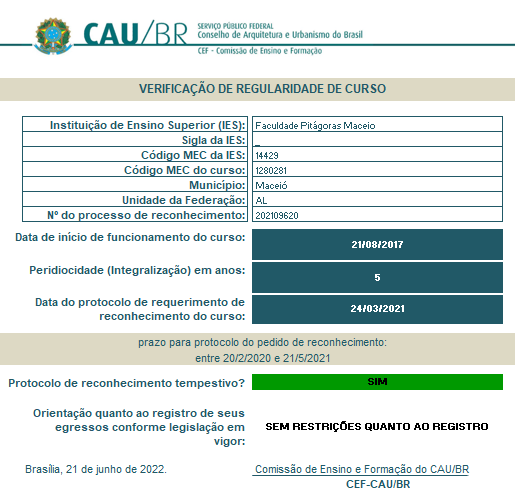 CAU/BR
SERVIÇO PÚBLICO FEDERAL
Conselho de Arquitetura e Urbanismo do Brasil
CEF - Comissão de Ensino e Formação
VERIFICAÇÃO DE REGULARIDADE DE CURSO
Instituição de Ensino Superior (IES): Faculdade Pitágoras Maceio
Sigla da IES: _
Código MEC da IES: 14429
Código MEC do curso: 1280281
Município: Maceió
Unidade da Federação: AL
Nº do processo de reconhecimento: 202109620
Data de início de funcionamento do curso: 21/08/2017
Peridiocidade (Integralização) em anos: 5
Data do protocolo de requerimento de
reconhecimento do curso: 24/03/2021
prazo para protocolo do pedido de reconhecimento:
entre 20/2/2020 e 21/5/2021
Protocolo de reconhecimento tempestivo? SIM
Orientação quanto ao registro de seus
egressos conforme legislação em
vigor:
SEM RESTRIÇÕES QUANTO AO REGISTRO
Brasília, 21 de junho de 2022.
Comissão de Ensino e Formação do CAU/BR
CEF-CAU/BR